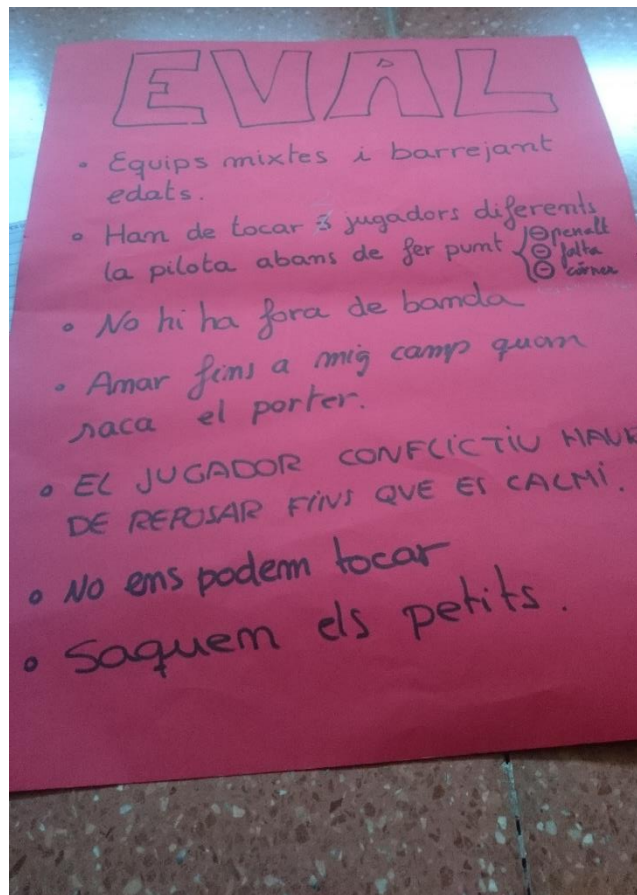 EVAL
• Equips mixtes i barrejant
edats.
• Han de tocar 3 jugadors diferents
la pilota abans de fer punt { ⊖ penalt
⊖ falta
⊖ córner
• No hi ha fora de banda
• Anar fins a mig camp quan
saca el porter.
• EL JUGADOR CONFLICTIU HAURÀ
DE REPOSAR FINS QUE ES CALMI.
• No ens podem tocar
• Saquem els petits.